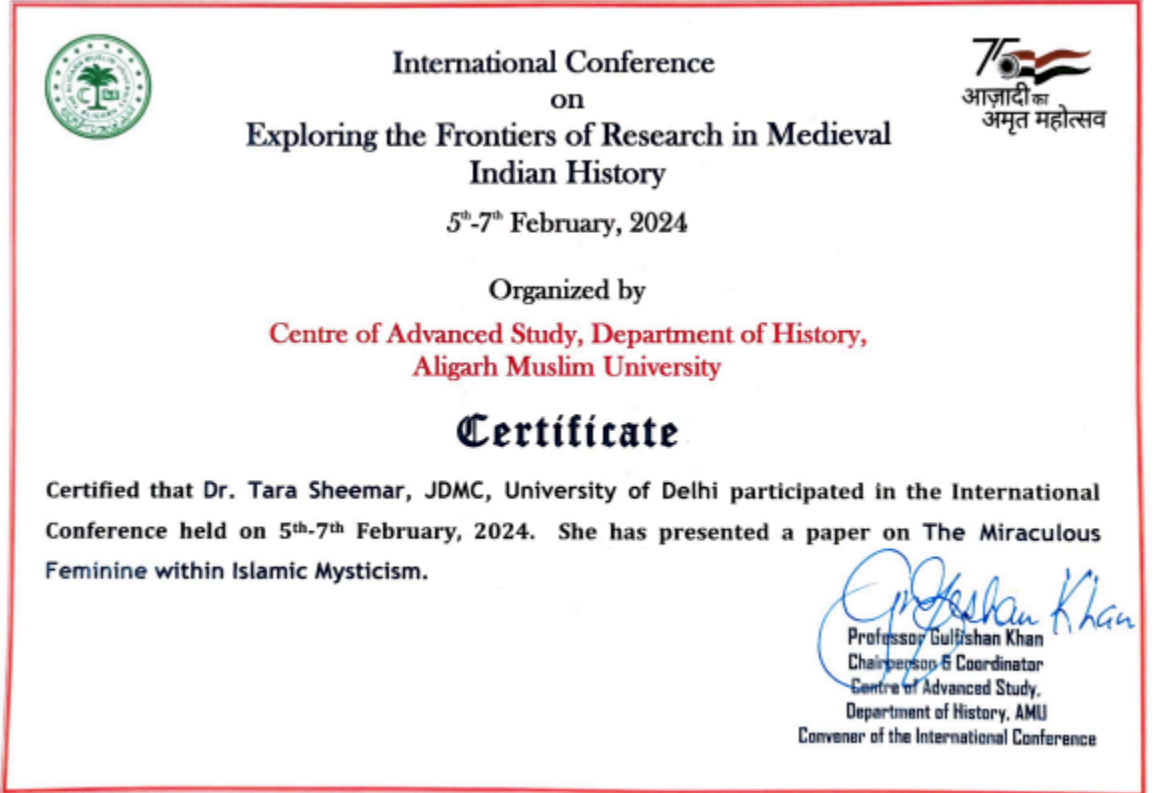 International Conference
on
Exploring the Frontiers of Research in Medieval
Indian History
5th-7th February, 2024
75
आज़ादी का
अमृत महोत्सव
Organized by
Centre of Advanced Study, Department of History,
Aligarh Muslim University
Certificate
Certified that Dr. Tara Sheemar, JDMC, University of Delhi participated in the International
Conference held on 5th-7th February, 2024. She has presented a paper on The Miraculous
Feminine within Islamic Mysticism.
Gulfishan Khan
Professor Gulfishan Khan
Chairperson & Coordinator
Centre of Advanced Study,
Department of History, AMU
Convener of the International Conference